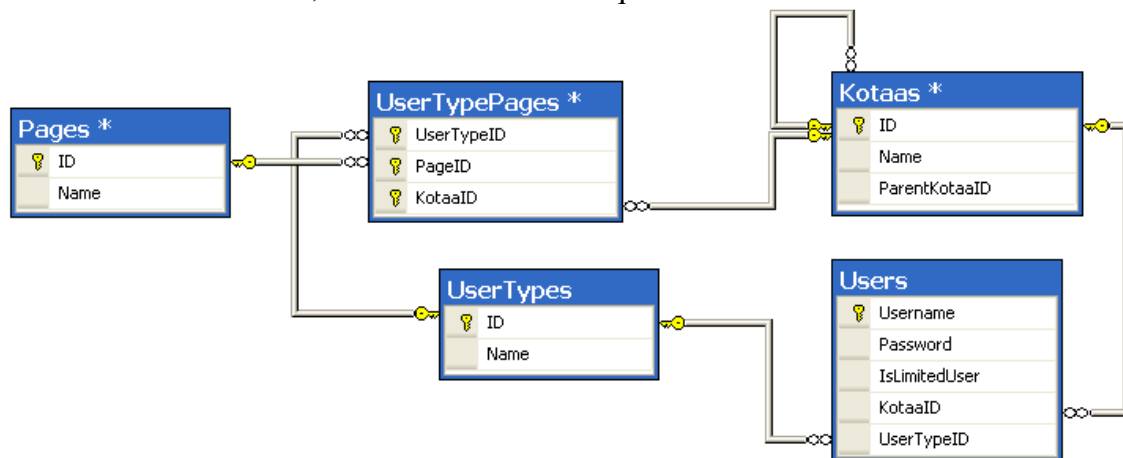 Pages *
ID
Name
UserTypePages *
UserTypeID
PageID
KotaaID
Kotaas *
ID
Name
ParentKotaaID
UserTypes
ID
Name
Users
Username
Password
IsLimitedUser
KotaaID
UserTypeID